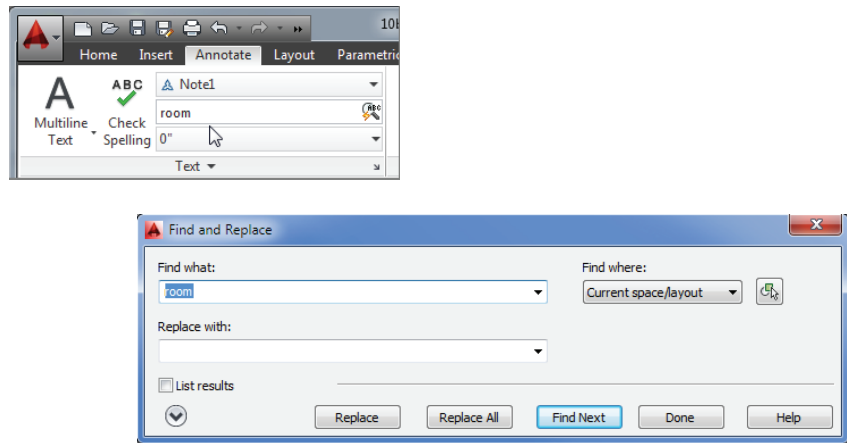 10
Home Insert Annotate Layout Parametric
A ABC Note1
Multiline Text Check Spelling room ABC
0"
Text
Find and Replace
Find what: Find where:
room Current space/layout
Replace with:
List results
Replace Replace All Find Next Done Help